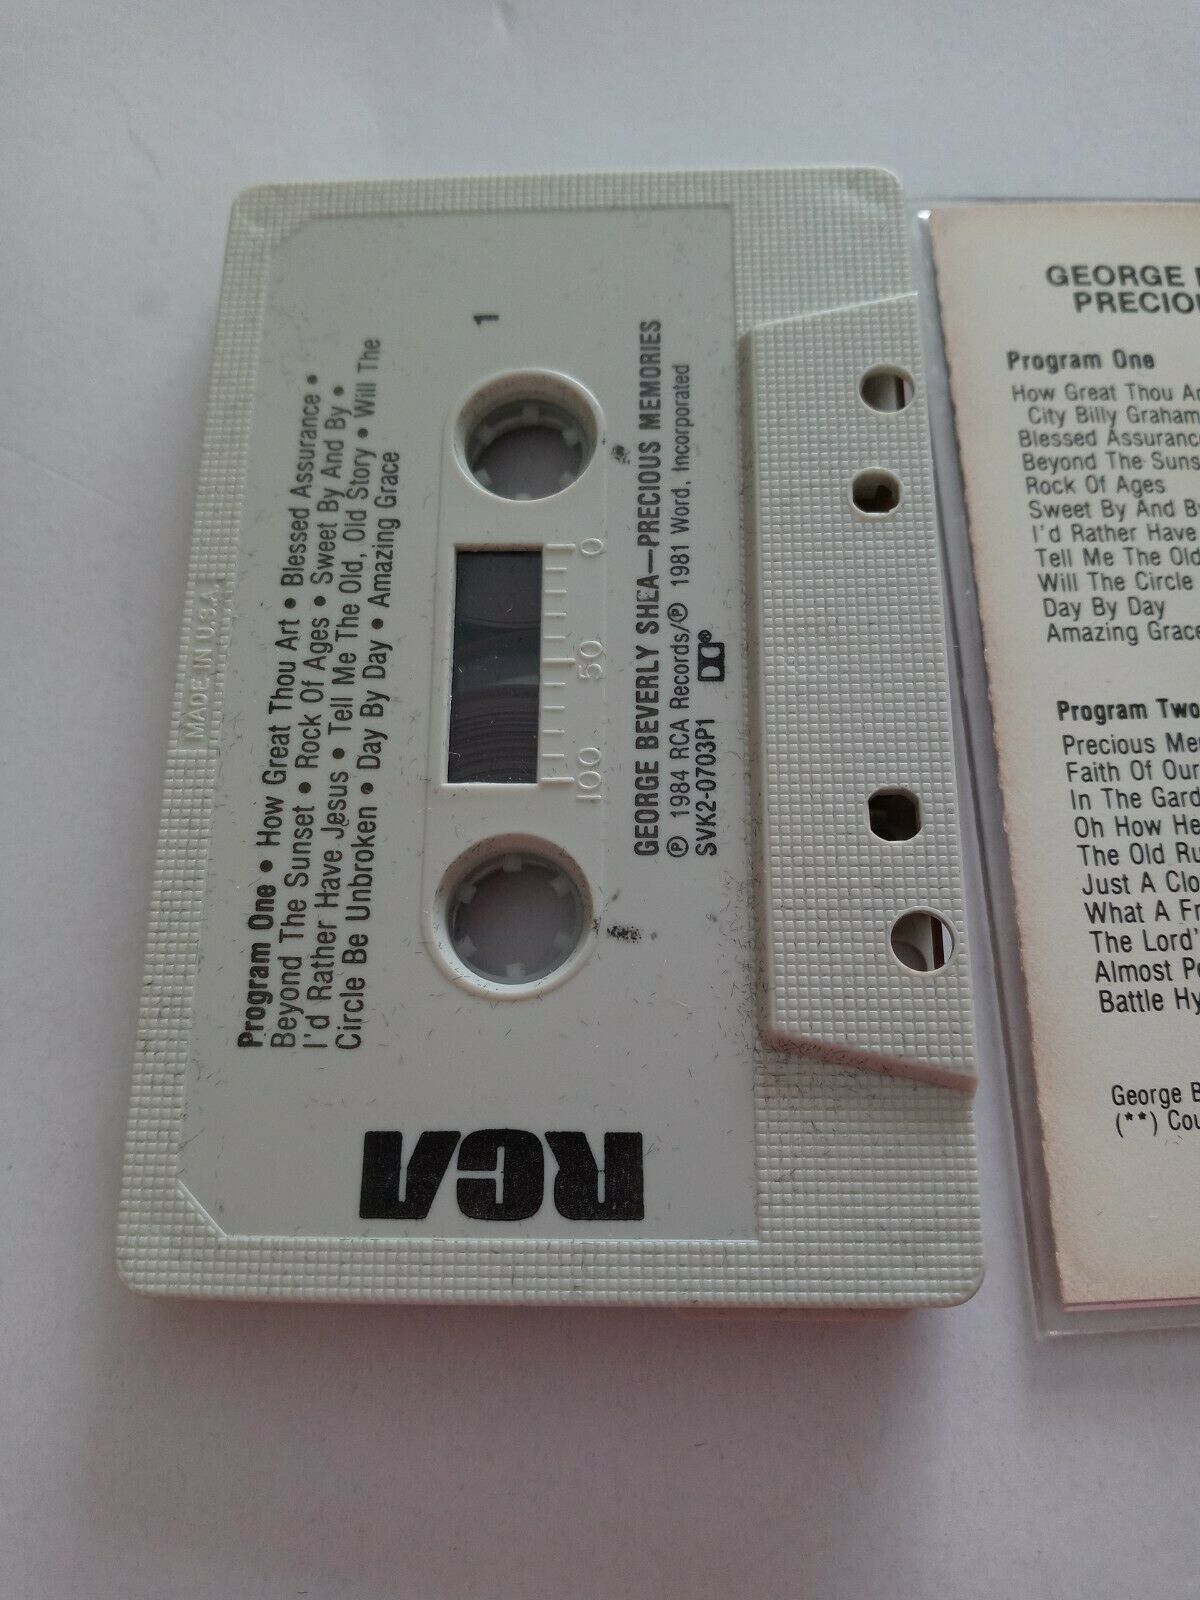 MADE IN U.S.A.
Program One • How Great Thou Art • Blessed Assurance •
Beyond The Sunset • Rock Of Ages • Sweet By And By •
I'd Rather Have Jesus • Tell Me The Old, Old Story • Will The
Circle Be Unbroken • Day By Day • Amazing Grace
1
0 50 100
GEORGE BEVERLY SHEA—PRECIOUS MEMORIES
℗ 1984 RCA Records/℗ 1981 Word, Incorporated
SVK2-0703P1
RCA
GEORGE
PRECIO
Program One
How Great Thou Ar
City Billy Graham
Blessed Assuranc
Beyond The Suns
Rock Of Ages
Sweet By And By
I'd Rather Have
Tell Me The Old
Will The Circle
Day By Day
Amazing Grace
Program Two
Precious Me
Faith Of Our
In The Gard
Oh How He
The Old Ru
Just A Clo
What A Fr
The Lord'
Almost Pe
Battle Hy
George B
(**) Cou